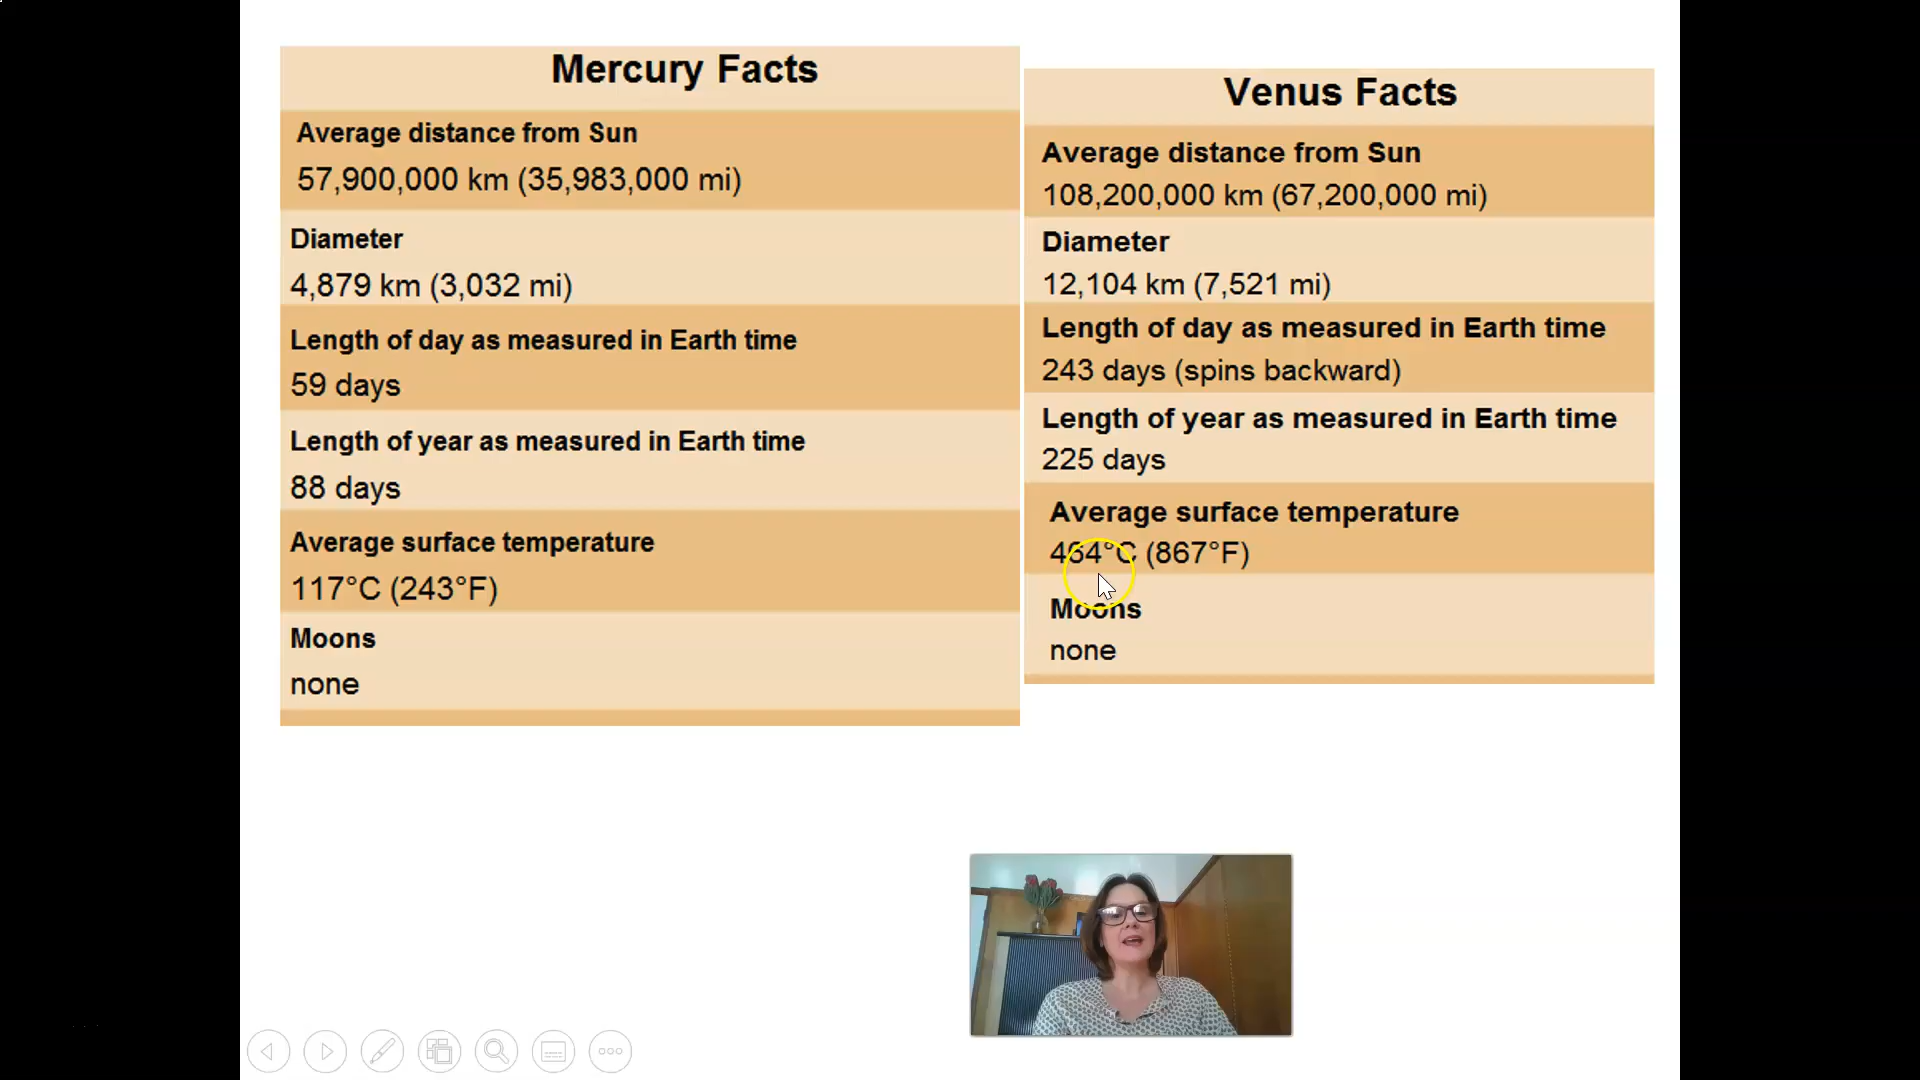 Mercury Facts
Average distance from Sun
57,900,000 km (35,983,000 mi)
Diameter
4,879 km (3,032 mi)
Length of day as measured in Earth time
59 days
Length of year as measured in Earth time
88 days
Average surface temperature
117°C (243°F)
Moons
none
Venus Facts
Average distance from Sun
108,200,000 km (67,200,000 mi)
Diameter
12,104 km (7,521 mi)
Length of day as measured in Earth time
243 days (spins backward)
Length of year as measured in Earth time
225 days
Average surface temperature
464°C (867°F)
Moons
none